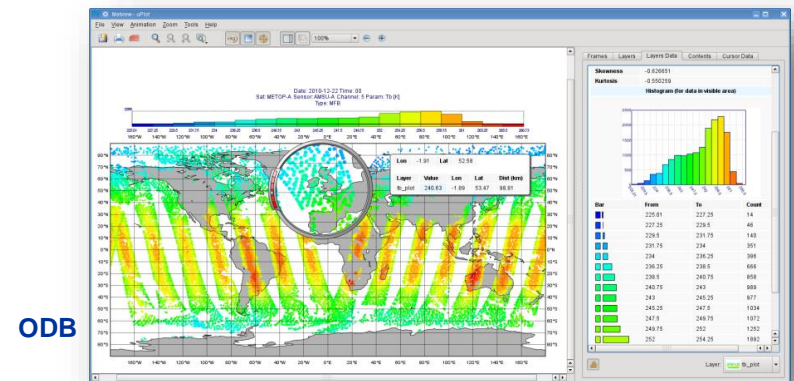 Metview - uPlot
File View Animation Zoom Tools Help
100%
Frames Layers Layers Data Contents Cursor Data
Date: 2010-12-22 Time: 00
Sat: METOP-A Sensor: AMSU-A Channel: 5 Param: Tb [K]
Type: MFB
Skewness -0.626651
Kurtosis -0.550259
Histogram (for data in visible area)
Lon -1.91 Lat 52.58
Layer Value Lon Lat Dist (km)
tb_plot 240.63 -1.09 53.47 98.81
Bar From To Count
225.01 227.25 14
227.25 229.5 46
229.5 231.75 140
231.75 234 351
234 236.25 396
236.25 238.5 666
238.5 240.75 858
240.75 243 989
243 245.25 977
245.25 247.5 1034
247.5 249.75 1072
249.75 252 1252
252 254.25 1892
ODB
Layer: tb_plot